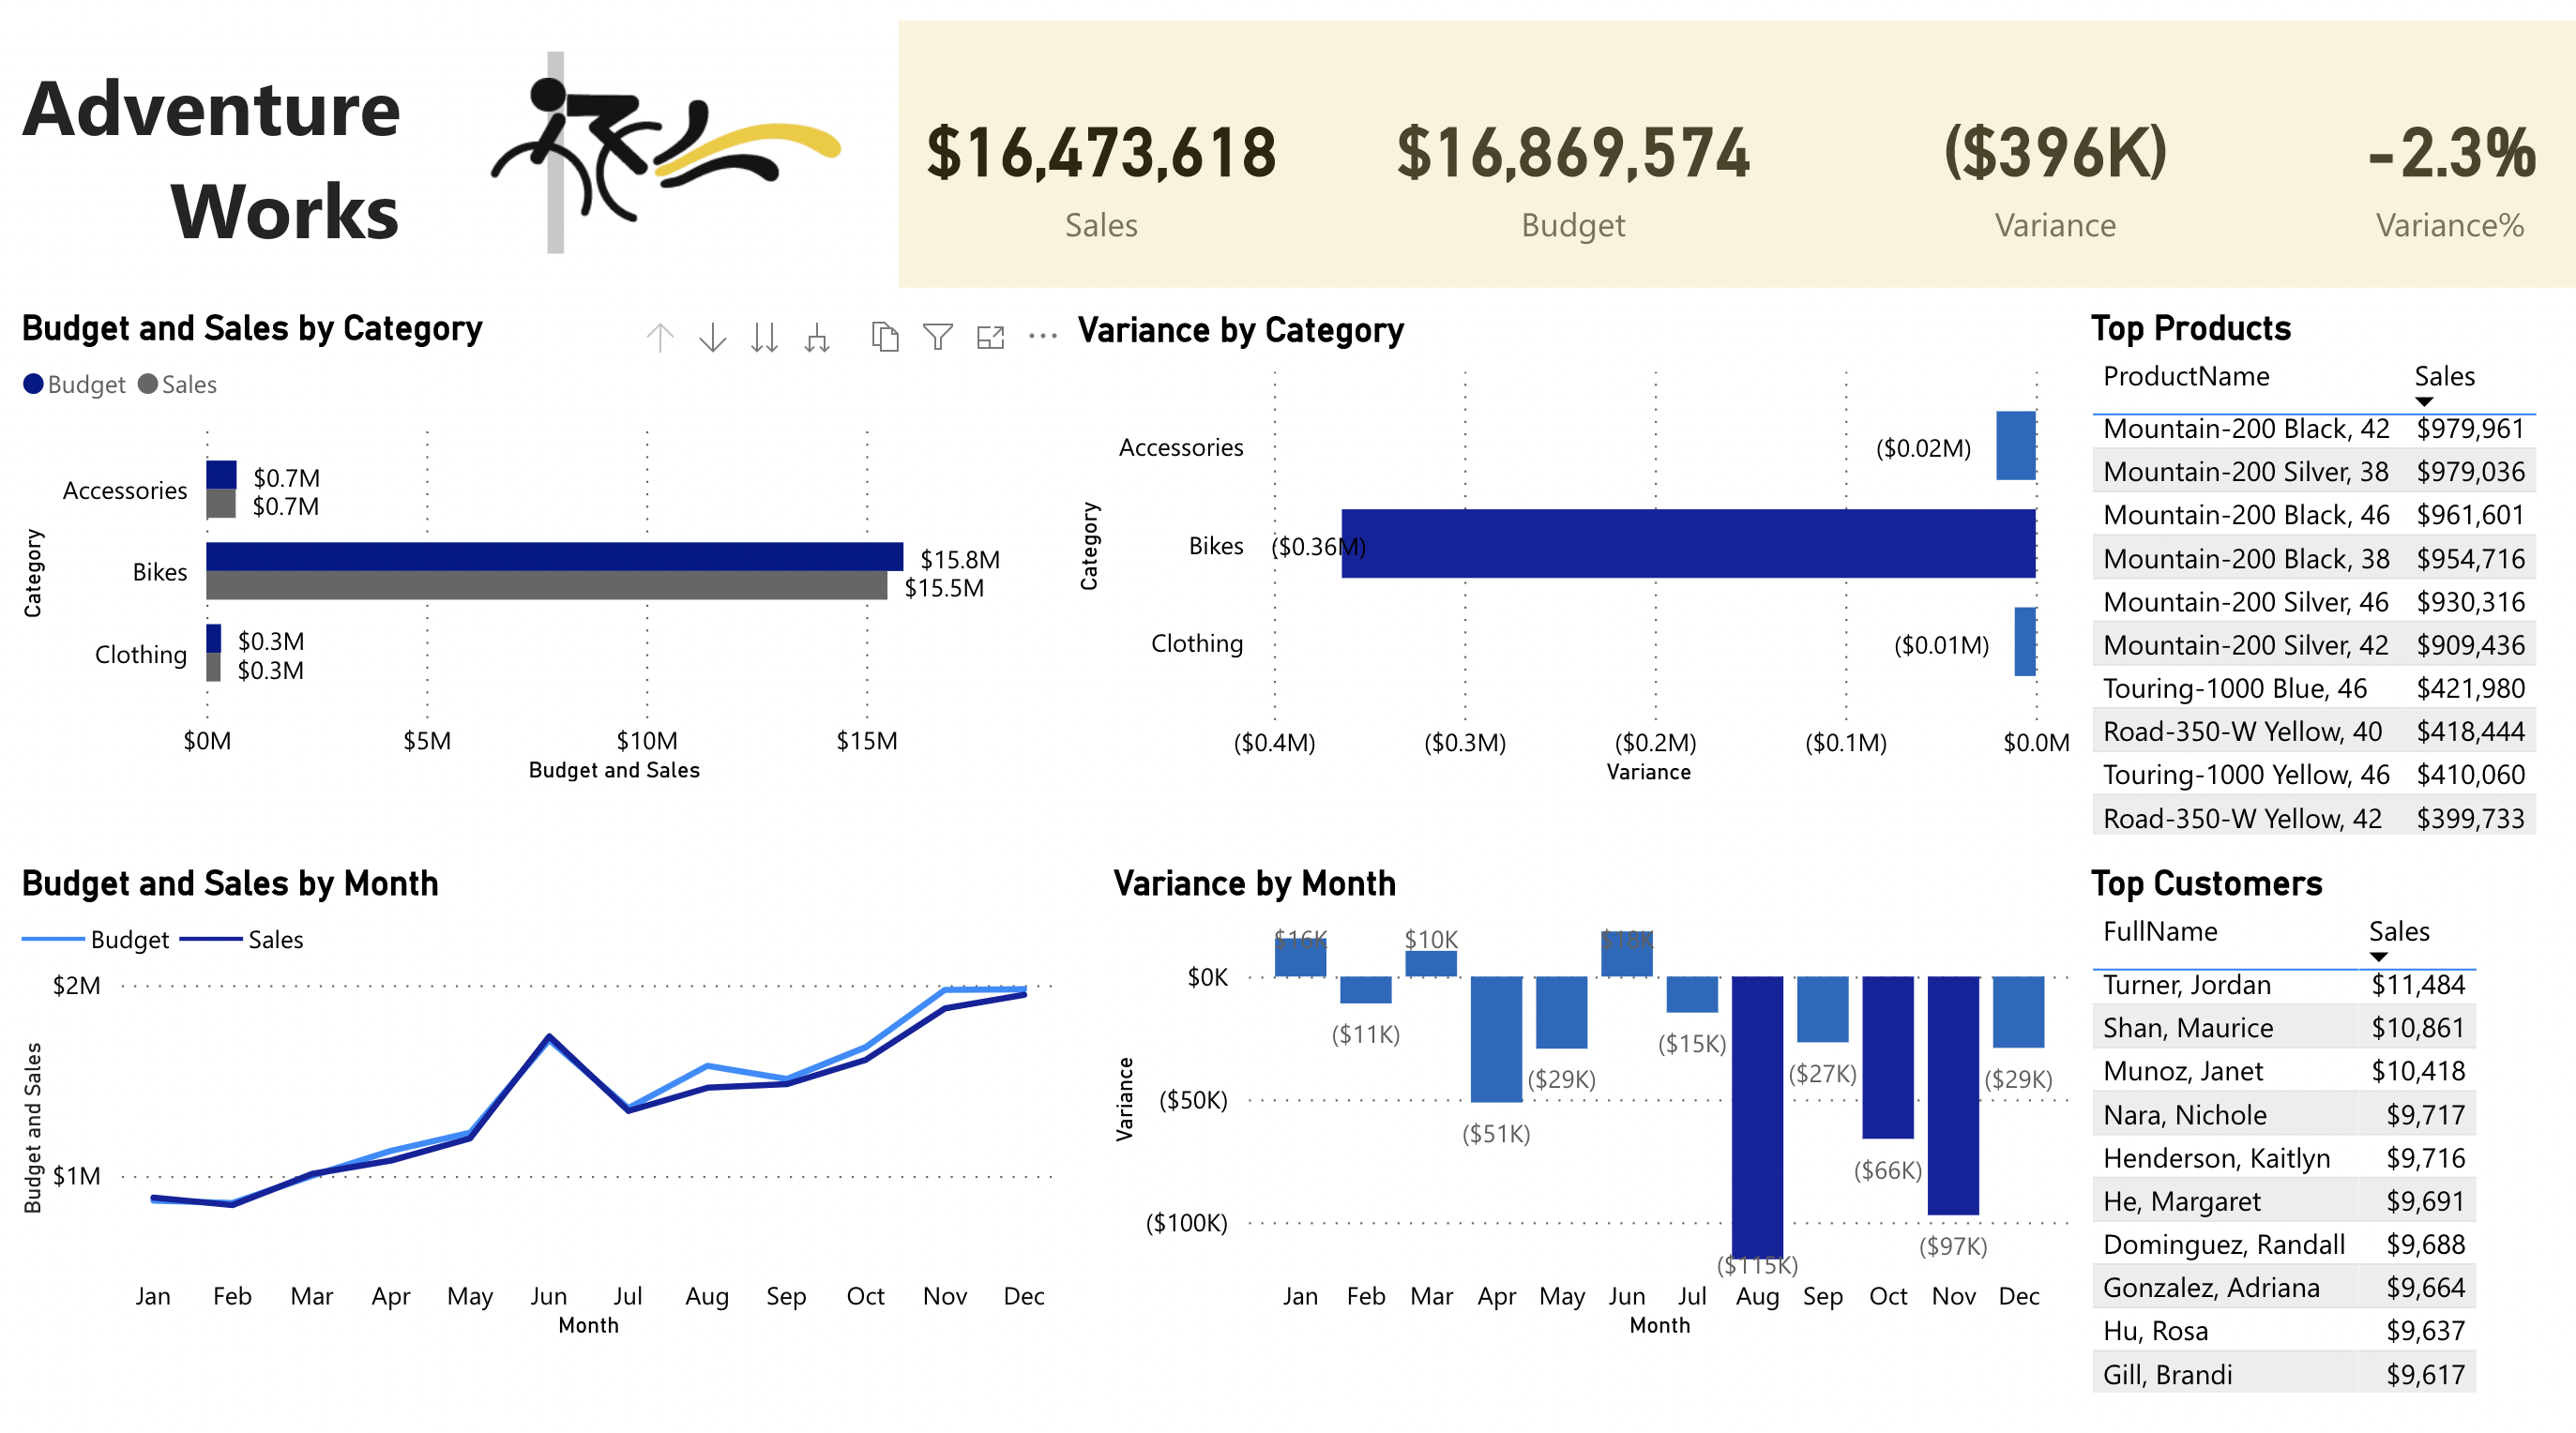 Adventure
Works
$16,473,618
Sales
$16,869,574
Budget
($396K)
Variance
-2.3%
Variance%
Budget and Sales by Category
Budget Sales
Category
Accessories
$0.7M
$0.7M
Bikes
$15.8M
$15.5M
Clothing
$0.3M
$0.3M
$0M $5M $10M $15M
Budget and Sales
Variance by Category
Category
Accessories
($0.02M)
Bikes
($0.36M)
Clothing
($0.01M)
($0.4M) ($0.3M) ($0.2M) ($0.1M) $0.0M
Variance
Top Products
ProductName Sales
Mountain-200 Black, 42 $979,961
Mountain-200 Silver, 38 $979,036
Mountain-200 Black, 46 $961,601
Mountain-200 Black, 38 $954,716
Mountain-200 Silver, 46 $930,316
Mountain-200 Silver, 42 $909,436
Touring-1000 Blue, 46 $421,980
Road-350-W Yellow, 40 $418,444
Touring-1000 Yellow, 46 $410,060
Road-350-W Yellow, 42 $399,733
Budget and Sales by Month
Budget Sales
Budget and Sales
$2M
$1M
Jan Feb Mar Apr May Jun Jul Aug Sep Oct Nov Dec
Month
Variance by Month
Variance
$0K
($50K)
($100K)
$16K
($11K)
$10K
($51K)
($29K)
$18K
($15K)
($115K)
($27K)
($66K)
($97K)
($29K)
Jan Feb Mar Apr May Jun Jul Aug Sep Oct Nov Dec
Month
Top Customers
FullName Sales
Turner, Jordan $11,484
Shan, Maurice $10,861
Munoz, Janet $10,418
Nara, Nichole $9,717
Henderson, Kaitlyn $9,716
He, Margaret $9,691
Dominguez, Randall $9,688
Gonzalez, Adriana $9,664
Hu, Rosa $9,637
Gill, Brandi $9,617